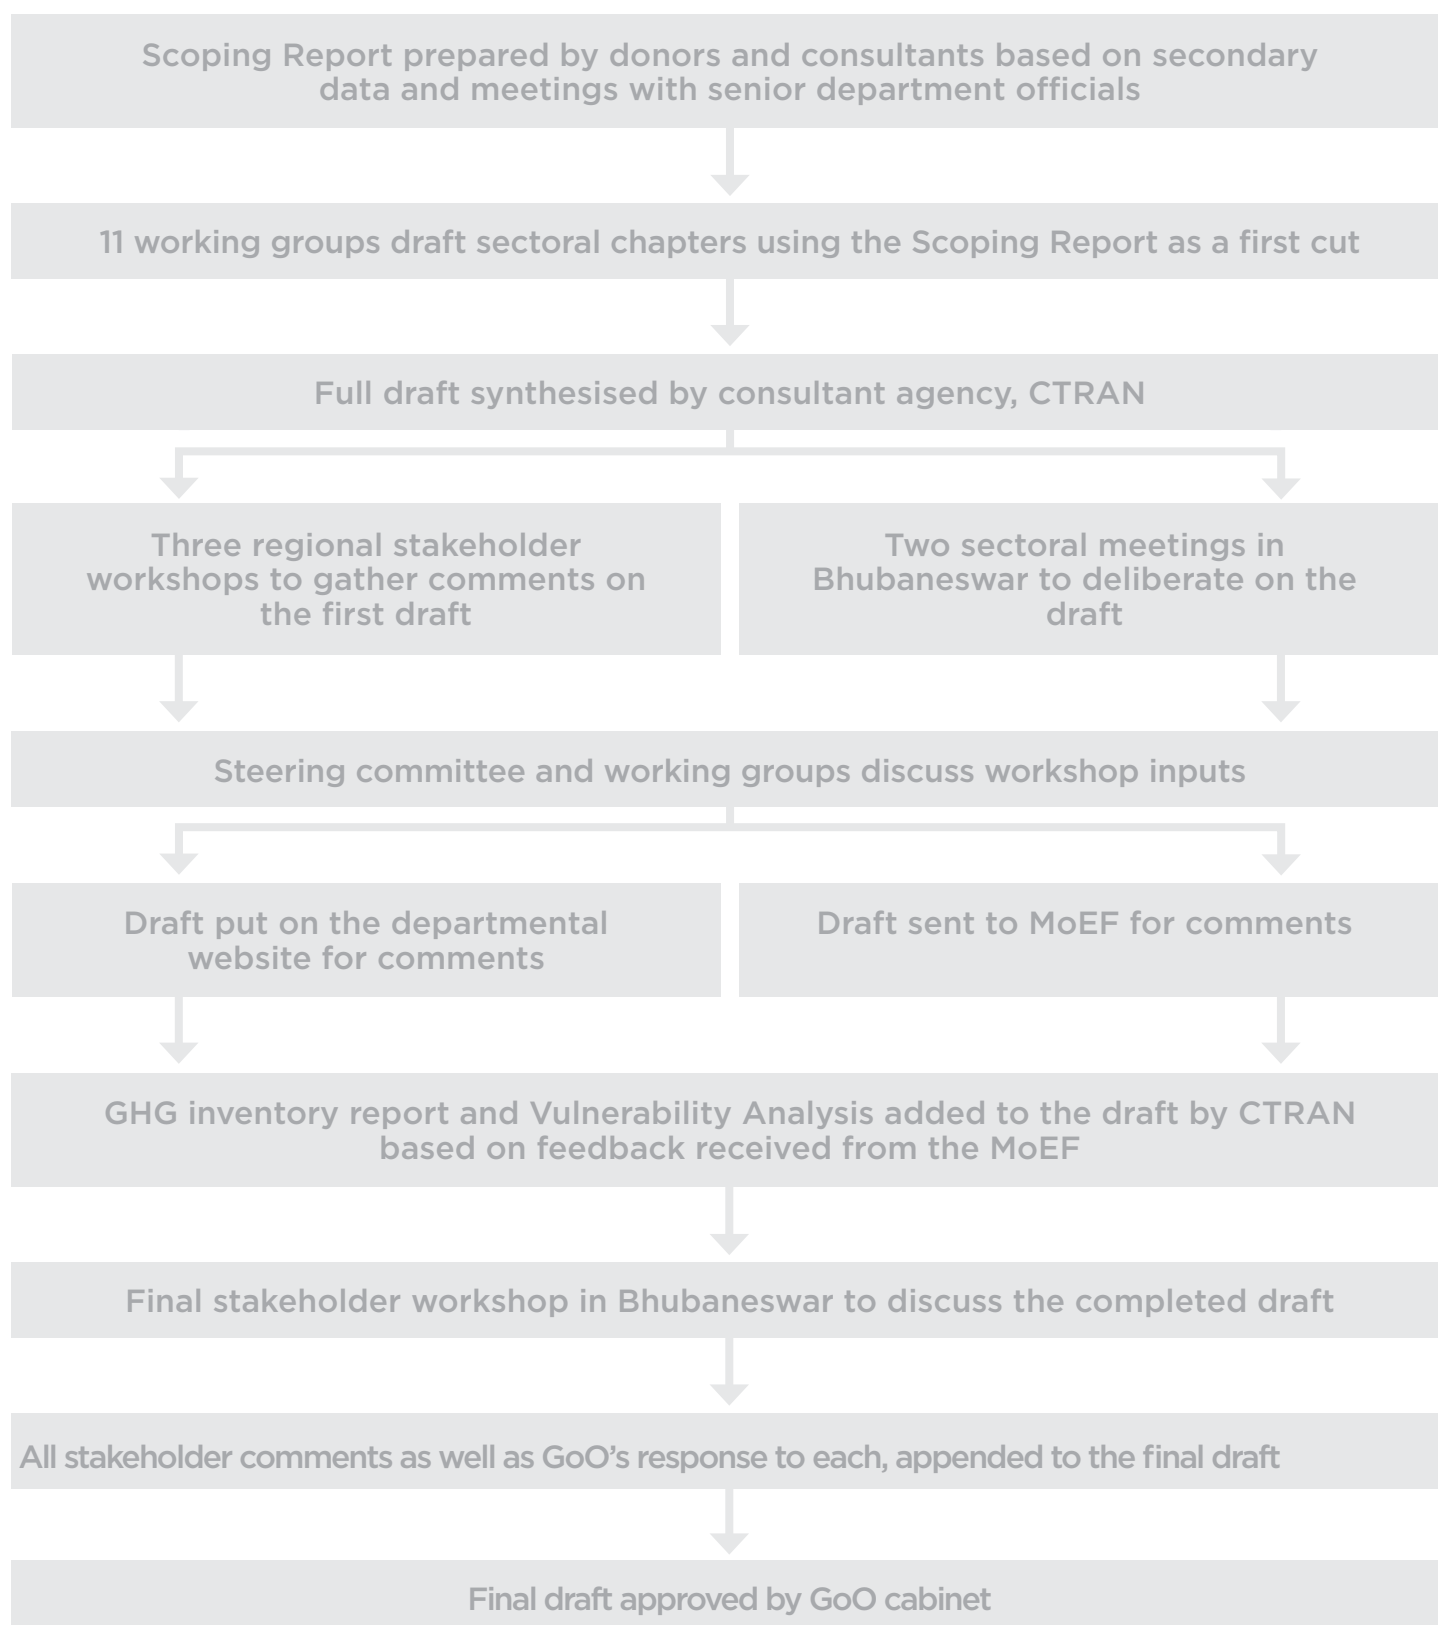 Scoping Report prepared by donors and consultants based on secondary
data and meetings with senior department officials
11 working groups draft sectoral chapters using the Scoping Report as a first cut
Full draft synthesised by consultant agency, CTRAN
Three regional stakeholder
workshops to gather comments on
the first draft
Two sectoral meetings in
Bhubaneswar to deliberate on the
draft
Steering committee and working groups discuss workshop inputs
Draft put on the departmental
website for comments
Draft sent to MoEF for comments
GHG inventory report and Vulnerability Analysis added to the draft by CTRAN
based on feedback received from the MoEF
Final stakeholder workshop in Bhubaneswar to discuss the completed draft
All stakeholder comments as well as GoO’s response to each, appended to the final draft
Final draft approved by GoO cabinet